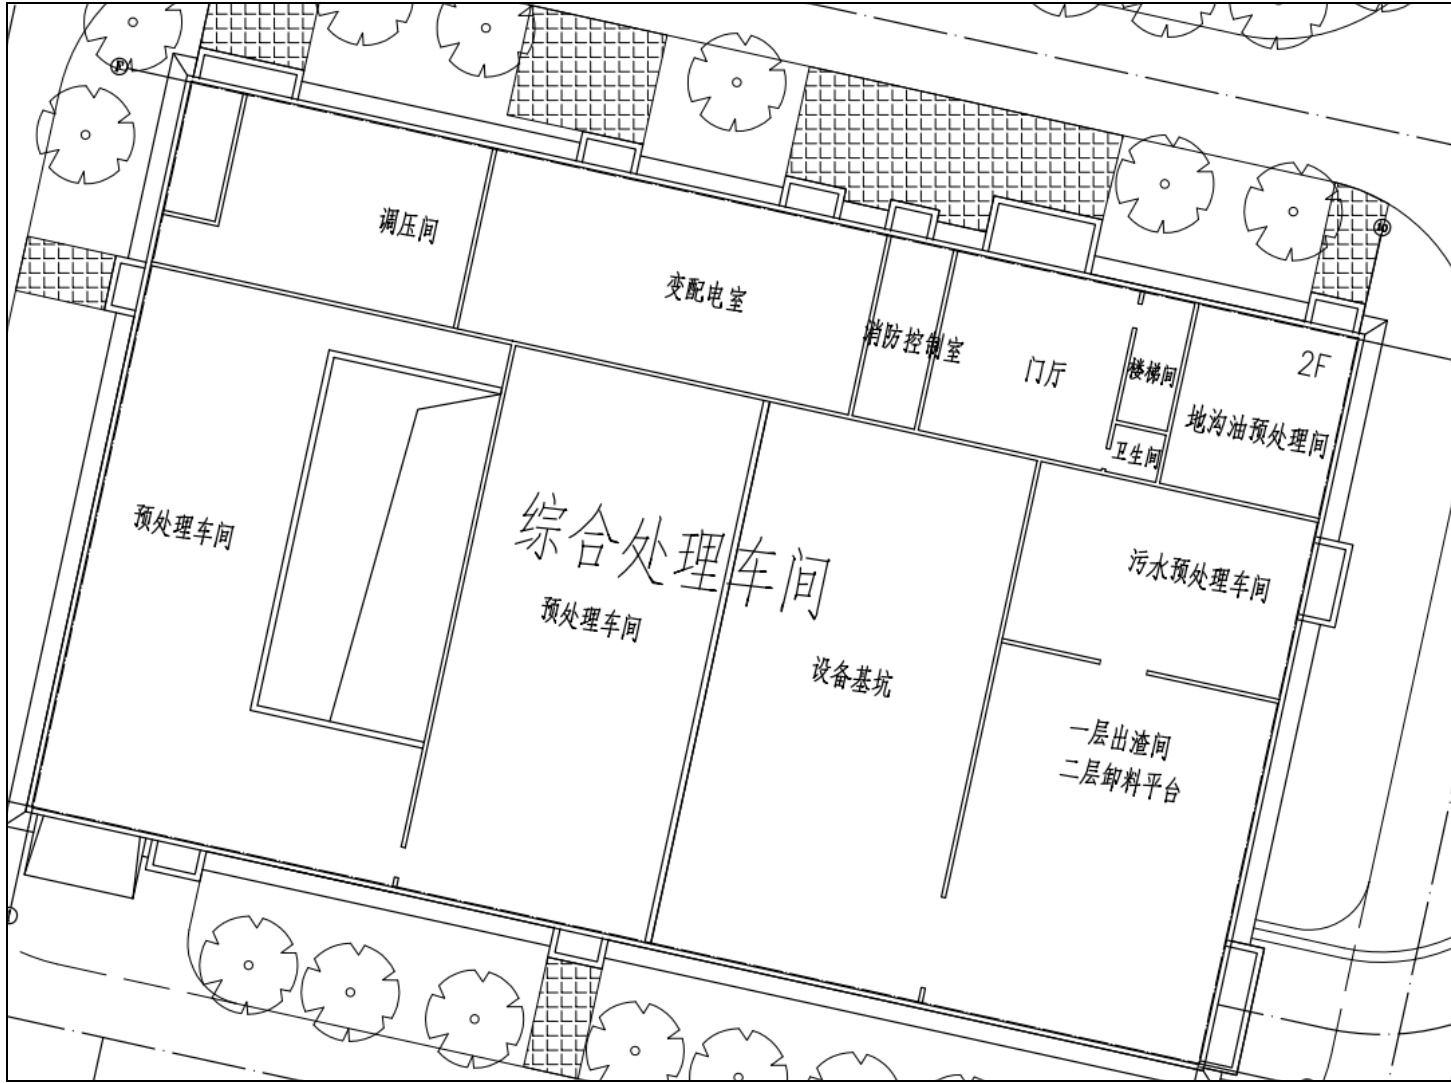 调压间
变配电室
消防控制室
门厅
楼梯间
2F
地沟油预处理间
卫生间
预处理车间
综合处理车间
预处理车间
污水预处理车间
设备基坑
一层出渣间
二层卸料平台
10